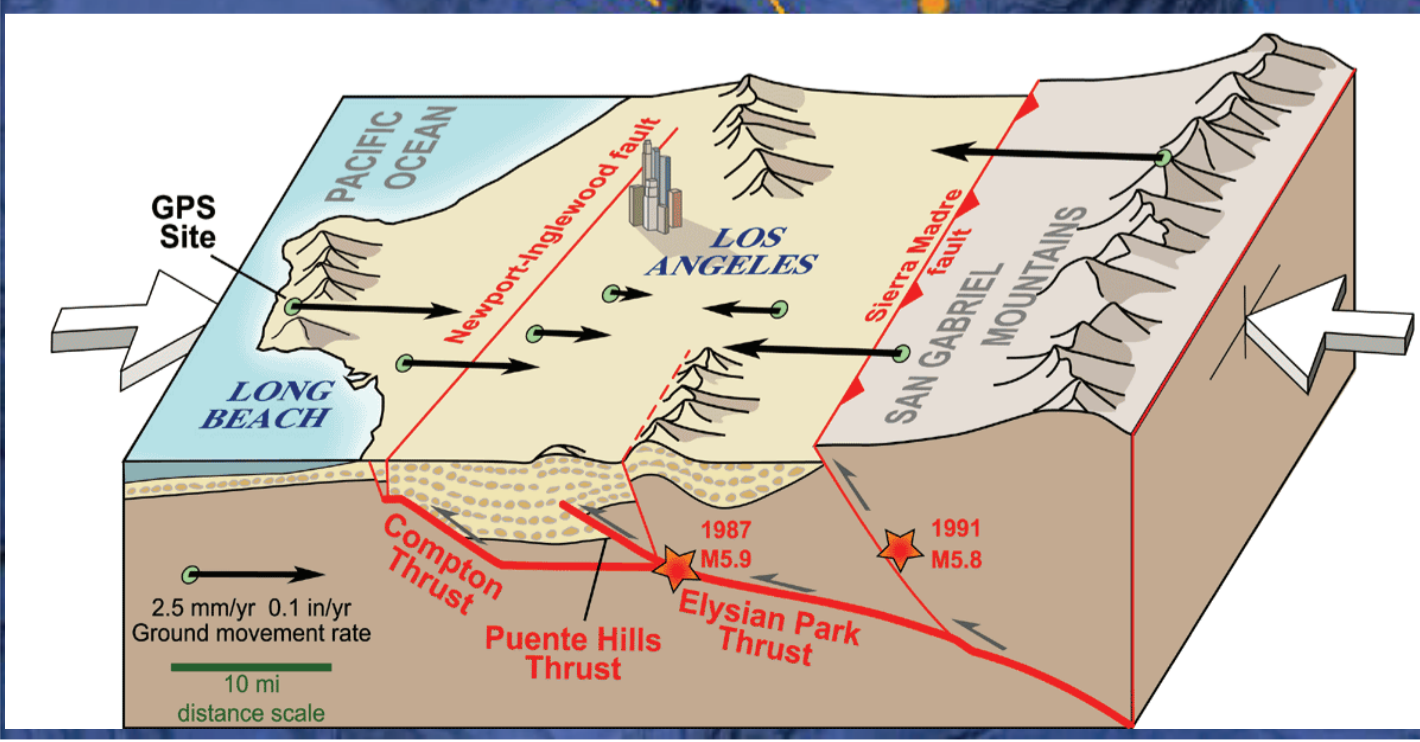 PACIFIC
OCEAN
GPS
Site
Newport-Inglewood fault
LOS
ANGELES
Sierra Madre
fault
SAN GABRIEL
MOUNTAINS
LONG
BEACH
1987
M5.9
1991
M5.8
Compton
Thrust
Puente Hills
Thrust
Elysian Park
Thrust
2.5 mm/yr 0.1 in/yr
Ground movement rate
10 mi
distance scale